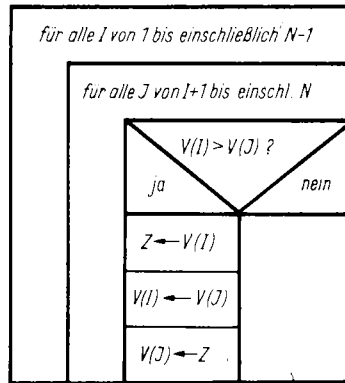 für alle I von 1 bis einschließlich N-1
für alle J von I+1 bis einschl. N
V(I)>V(J) ?
ja
nein
Z ← V(I)
V(I) ← V(J)
V(J) ← Z